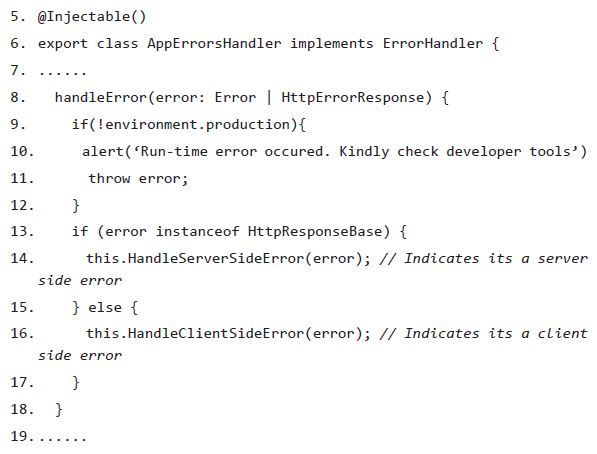 5. @Injectable()
6. export class AppErrorsHandler implements ErrorHandler {
7. ......
8. handleError(error: Error | HttpErrorResponse) {
9. if(!environment.production){
10. alert(‘Run-time error occured. Kindly check developer tools’)
11. throw error;
12. }
13. if (error instanceof HttpResponseBase) {
14. this.HandleServerSideError(error); // Indicates its a server
side error
15. } else {
16. this.HandleClientSideError(error); // Indicates its a client
side error
17. }
18. }
19. .......